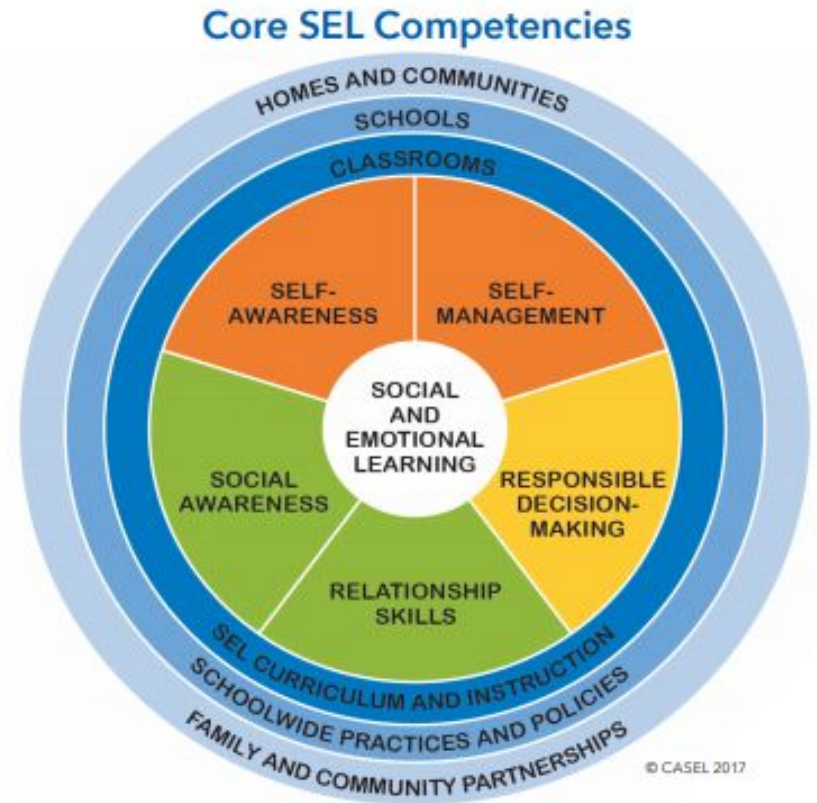 Core SEL Competencies
HOMES AND COMMUNITIES
SCHOOLS
CLASSROOMS
SELF-
AWARENESS
SELF-
MANAGEMENT
SOCIAL
AND
EMOTIONAL
LEARNING
SOCIAL
AWARENESS
RESPONSIBLE
DECISION-
MAKING
RELATIONSHIP
SKILLS
SEL CURRICULUM AND INSTRUCTION
SCHOOLWIDE PRACTICES AND POLICIES
FAMILY AND COMMUNITY PARTNERSHIPS
© CASEL 2017